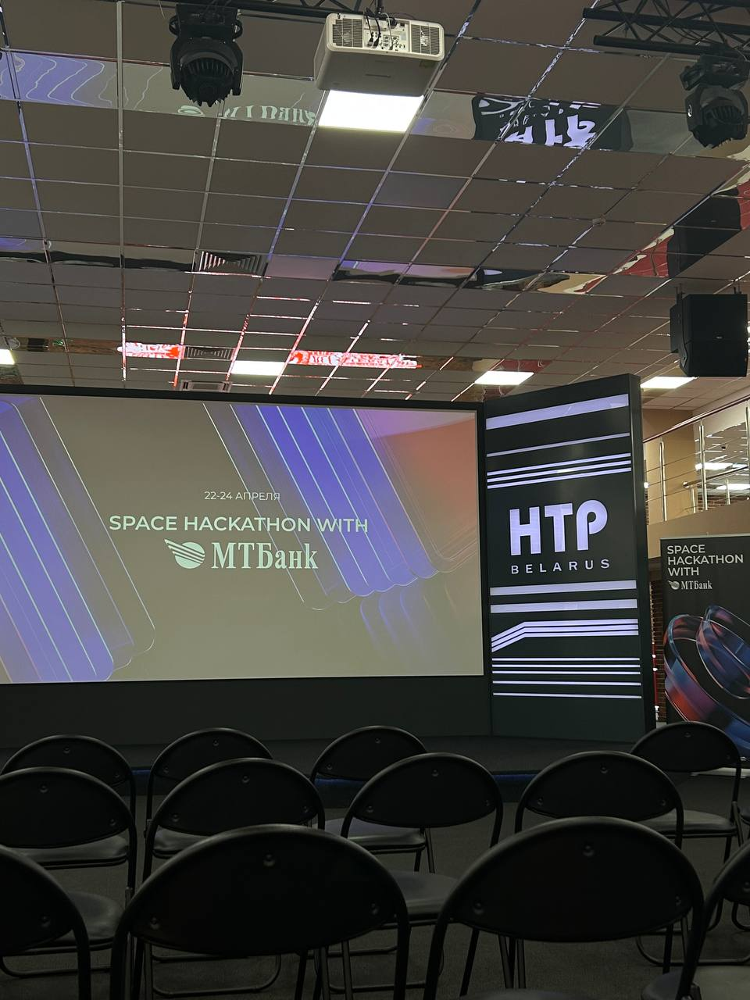 22-24 АПРЕЛЯ
SPACE HACKATHON WITH
МТБанк
HTP
BELARUS
SPACE
HACKATHON
WITH
МТБанк